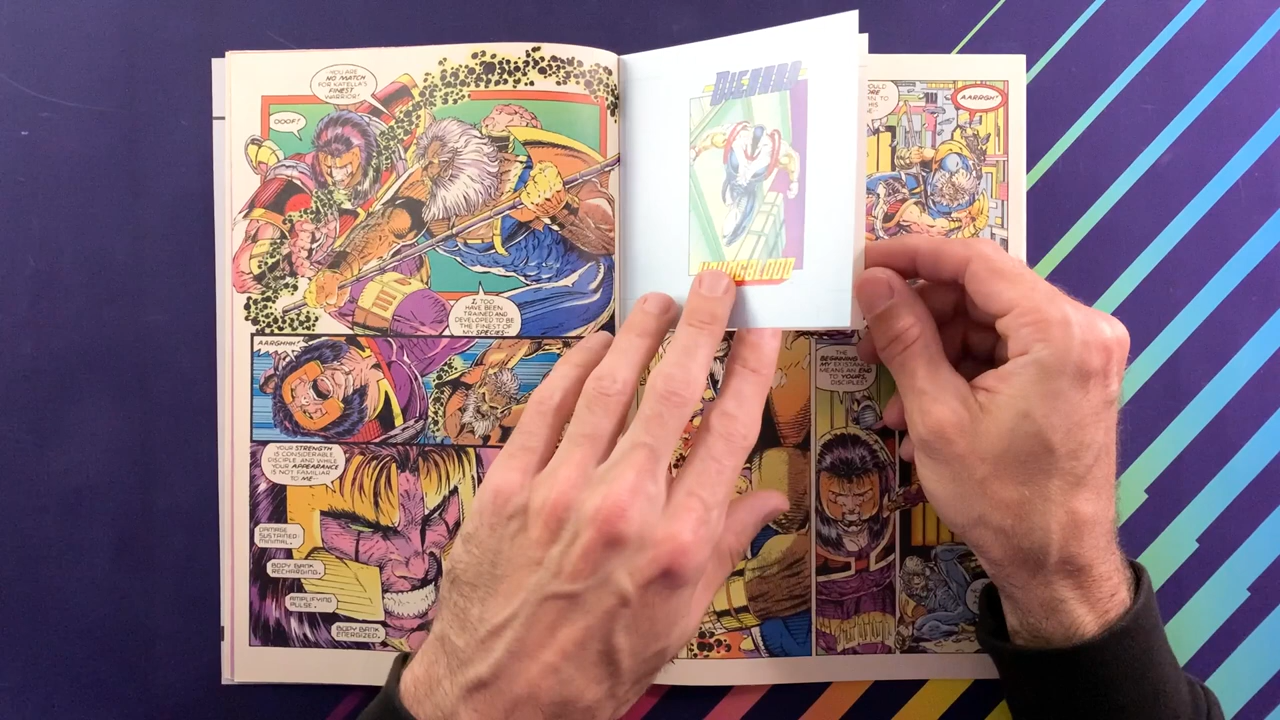 YOU ARE
NO MATCH
FOR KATELLA'S
FINEST
WARRIOR!
OOOF!
I, TOO
HAVE BEEN
TRAINED AND
DEVELOPED TO BE
THE FINEST OF
MY SPECIES--
AARGHHH!
YOUR STRENGTH
IS CONSIDERABLE,
DISCIPLE, AND WHILE
YOUR APPEARANCE
IS NOT FAMILIAR
TO ME--
DAMAGE
SUSTAINED:
MINIMAL.
BODY BANK
RECHARGING.
AMPLIFYING
PULSE.
BODY BANK
ENERGIZED.
DIEHARD
YOUNGBLOOD
AARRGH!
THE
BEGINNING
MY EXISTANCE
MEANS AN END
TO YOURS,
DISCIPLES!